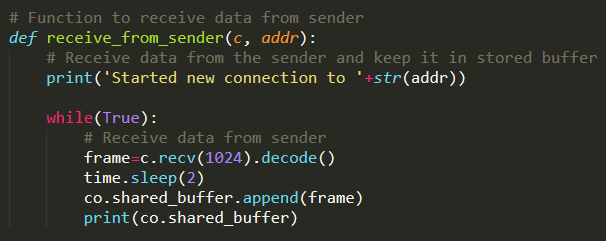 # Function to receive data from sender
def receive_from_sender(c, addr):
    # Receive data from the sender and keep it in stored buffer
    print('Started new connection to '+str(addr))

    while(True):
        # Receive data from sender
        frame=c.recv(1024).decode()
        time.sleep(2)
        co.shared_buffer.append(frame)
        print(co.shared_buffer)